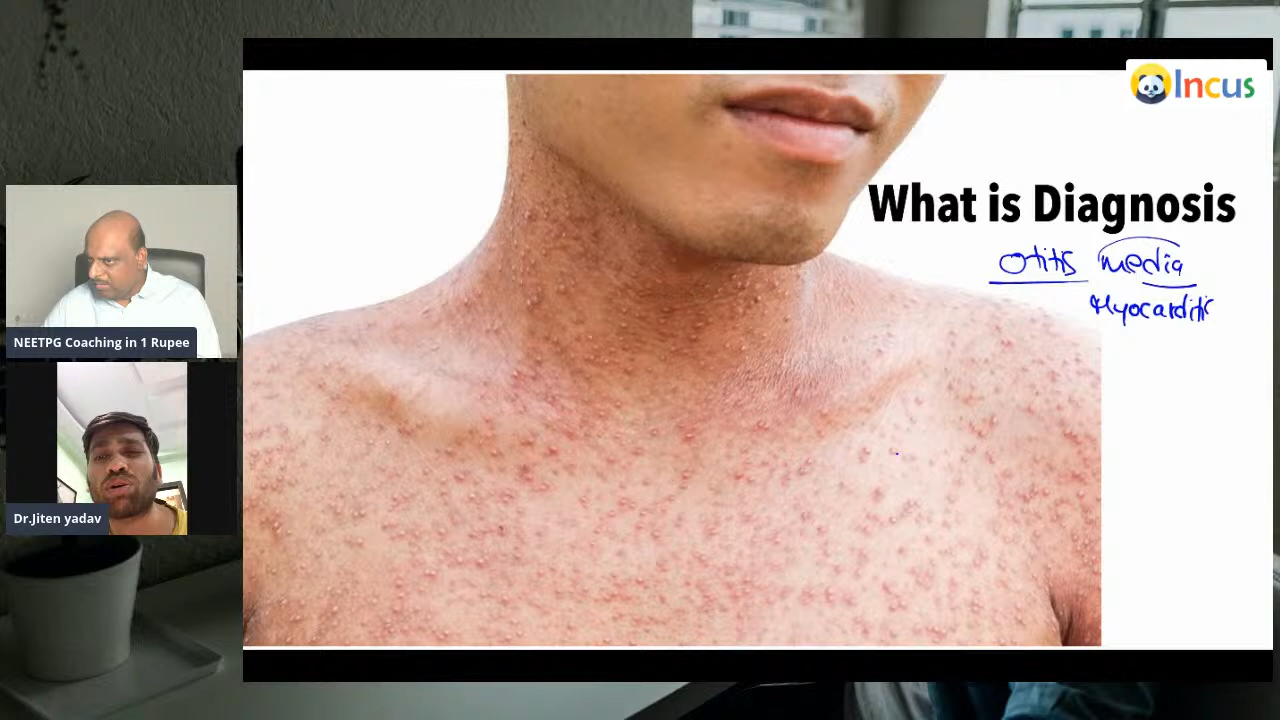 Incus
What is Diagnosis
Otitis media
Myocarditis
NEETPG Coaching in 1 Rupee
Dr.Jiten yadav